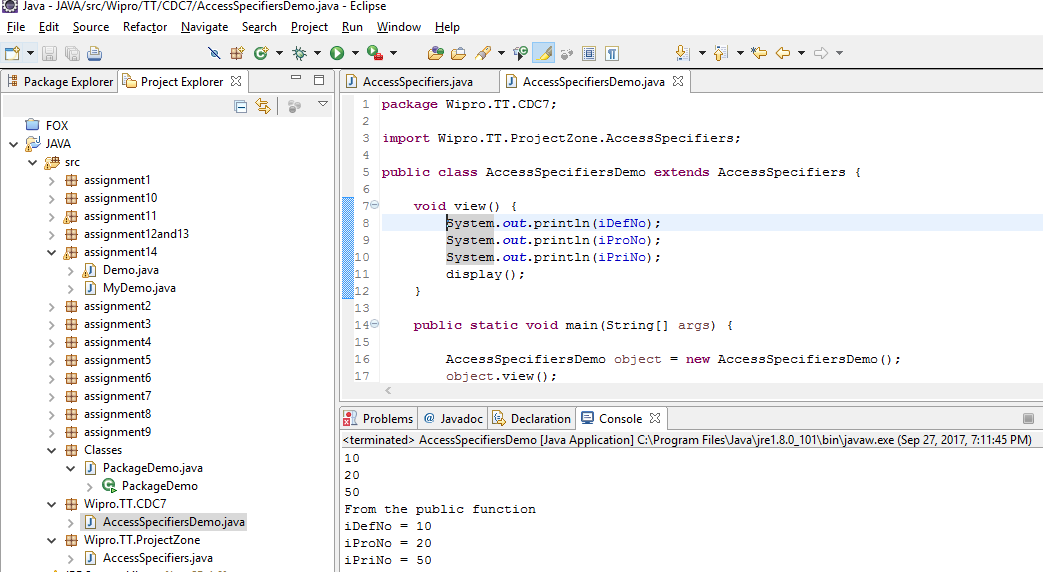 Java - JAVA/src/Wipro/TT/CDC7/AccessSpecifiersDemo.java - Eclipse
File Edit Source Refactor Navigate Search Project Run Window Help
Package Explorer Project Explorer
FOX
JAVA
src
assignment1
assignment10
assignment11
assignment12and13
assignment14
Demo.java
MyDemo.java
assignment2
assignment3
assignment4
assignment5
assignment6
assignment7
assignment8
assignment9
Classes
PackageDemo.java
PackageDemo
Wipro.TT.CDC7
AccessSpecifiersDemo.java
Wipro.TT.ProjectZone
AccessSpecifiers.java
AccessSpecifiers.java AccessSpecifiersDemo.java
1 package Wipro.TT.CDC7;
2
3 import Wipro.TT.ProjectZone.AccessSpecifiers;
4
5 public class AccessSpecifiersDemo extends AccessSpecifiers {
6
7 void view() {
8 System.out.println(iDefNo);
9 System.out.println(iProNo);
10 System.out.println(iPriNo);
11 display();
12 }
13
14 public static void main(String[] args) {
15
16 AccessSpecifiersDemo object = new AccessSpecifiersDemo();
17 object.view();
Problems @ Javadoc Declaration Console
<terminated> AccessSpecifiersDemo [Java Application] C:\Program Files\Java\jre1.8.0_101\bin\javaw.exe (Sep 27, 2017, 7:11:45 PM)
10
20
50
From the public function
iDefNo = 10
iProNo = 20
iPriNo = 50